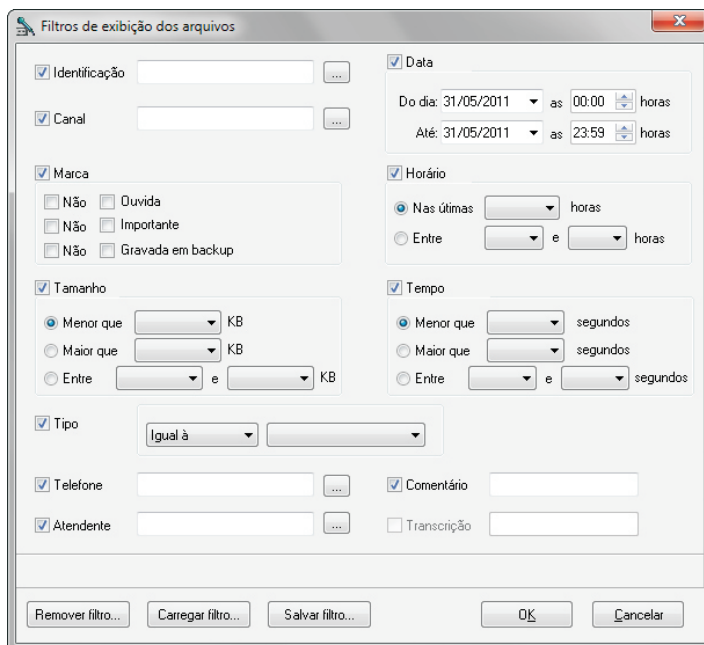 Filtros de exibição dos arquivos
Identificação ...
Canal ...
Data
Do dia: 31/05/2011 as 00:00 horas
Até: 31/05/2011 as 23:59 horas
Marca
Não Ouvida
Não Importante
Não Gravada em backup
Horário
Nas útimas horas
Entre e horas
Tamanho
Menor que KB
Maior que KB
Entre e KB
Tempo
Menor que segundos
Maior que segundos
Entre e segundos
Tipo
Igual à
Telefone ...
Comentário
Atendente ...
Transcrição
Remover filtro... Carregar filtro... Salvar filtro... OK Cancelar